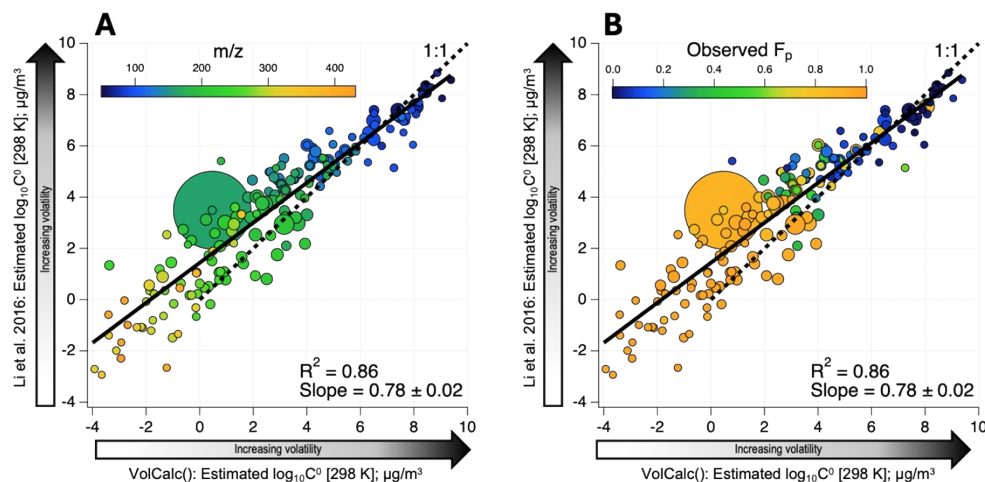 A
m/z
100 200 300 400
1:1
10
8
6
4
2
0
-2
-4
Li et al. 2016: Estimated log₁₀C⁰ [298 K]; µg/m³
Increasing volatility
R² = 0.86
Slope = 0.78 ± 0.02
-4 -2 0 2 4 6 8 10
Increasing volatility
VolCalc(): Estimated log₁₀C⁰ [298 K]; µg/m³
B
Observed Fₚ
0.0 0.2 0.4 0.6 0.8 1.0
1:1
10
8
6
4
2
0
-2
-4
Li et al. 2016: Estimated log₁₀C⁰ [298 K]; µg/m³
Increasing volatility
R² = 0.86
Slope = 0.78 ± 0.02
-4 -2 0 2 4 6 8 10
Increasing volatility
VolCalc(): Estimated log₁₀C⁰ [298 K]; µg/m³